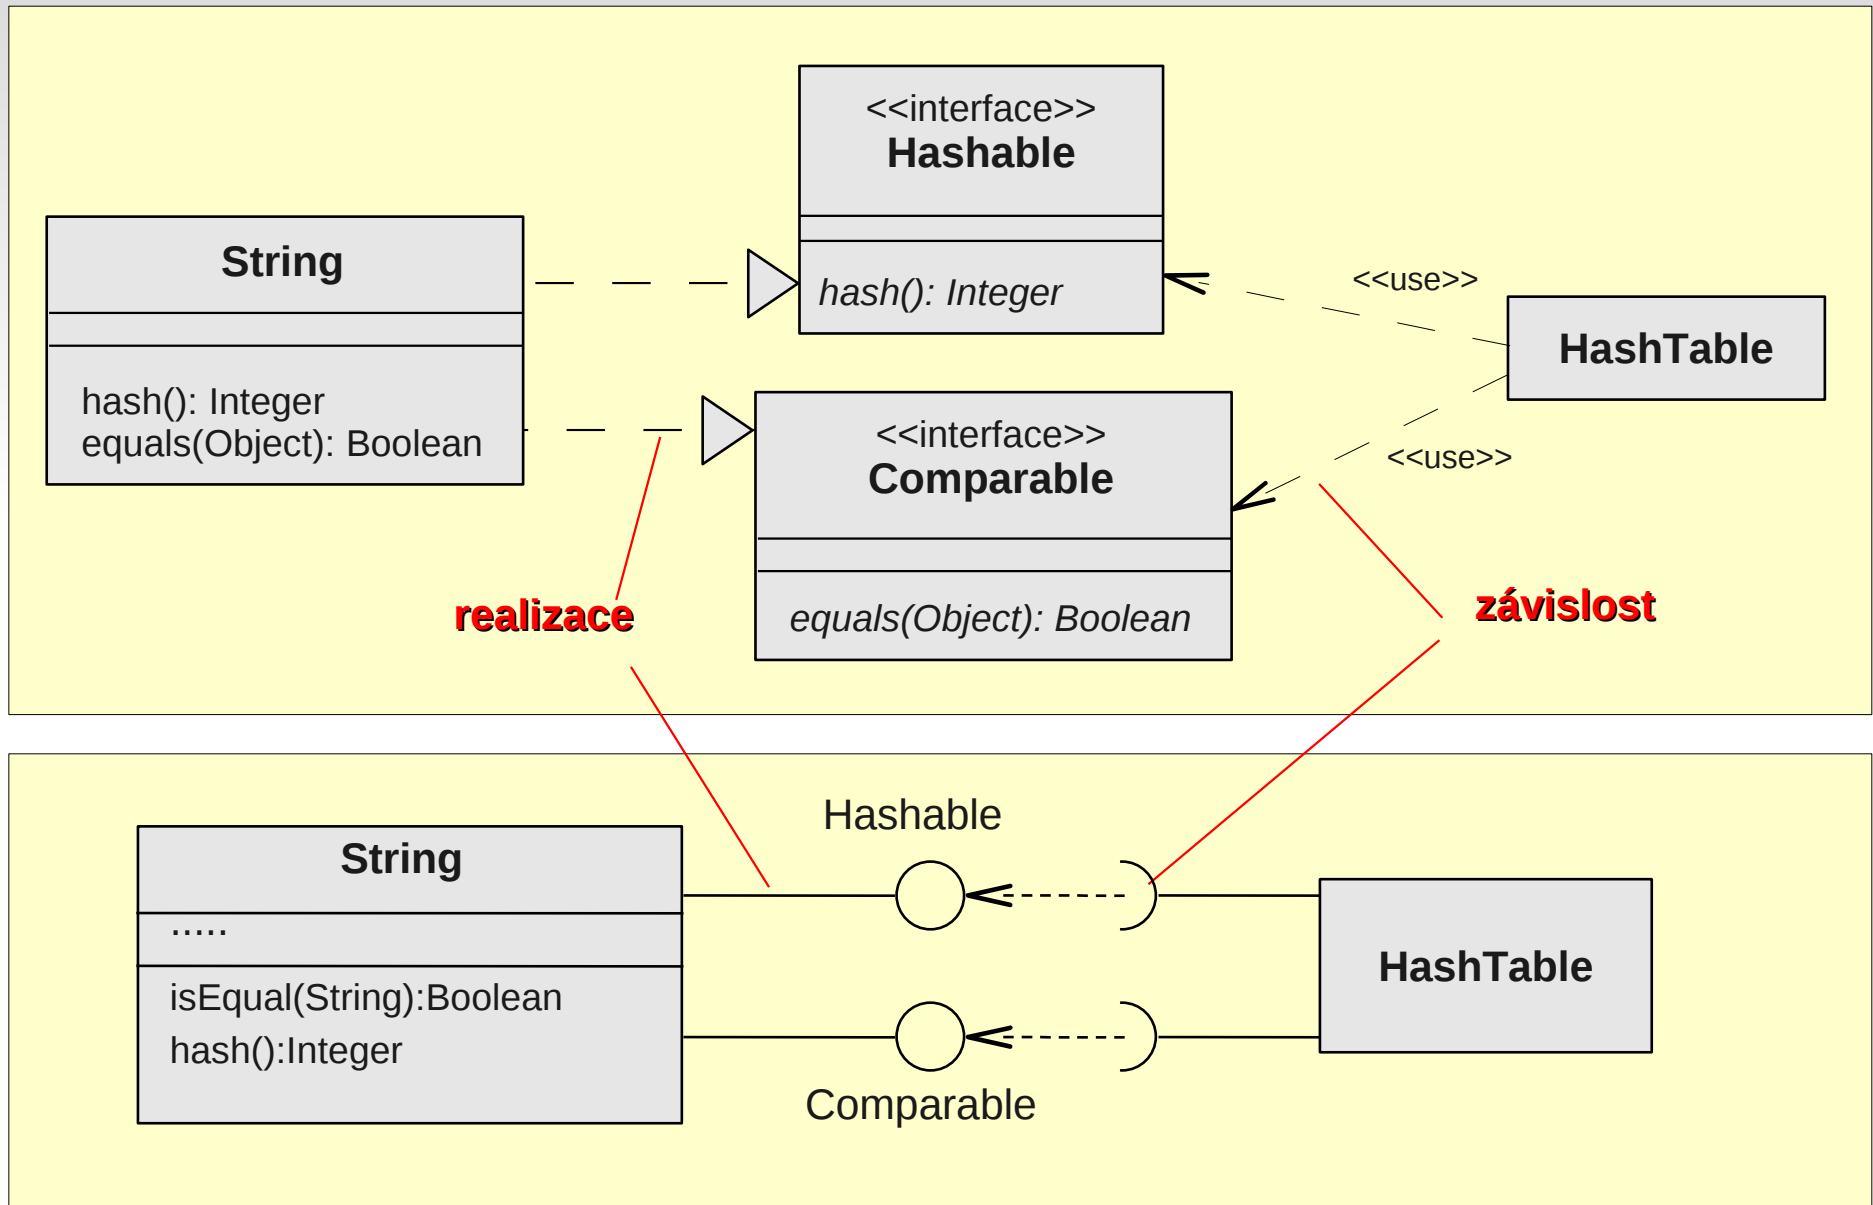 <<interface>>
Hashable
hash(): Integer
String
hash(): Integer
equals(Object): Boolean
<<use>>
HashTable
<<use>>
<<interface>>
Comparable
equals(Object): Boolean
realizace
závislost
Hashable
String
.....
isEqual(String):Boolean
hash():Integer
HashTable
Comparable